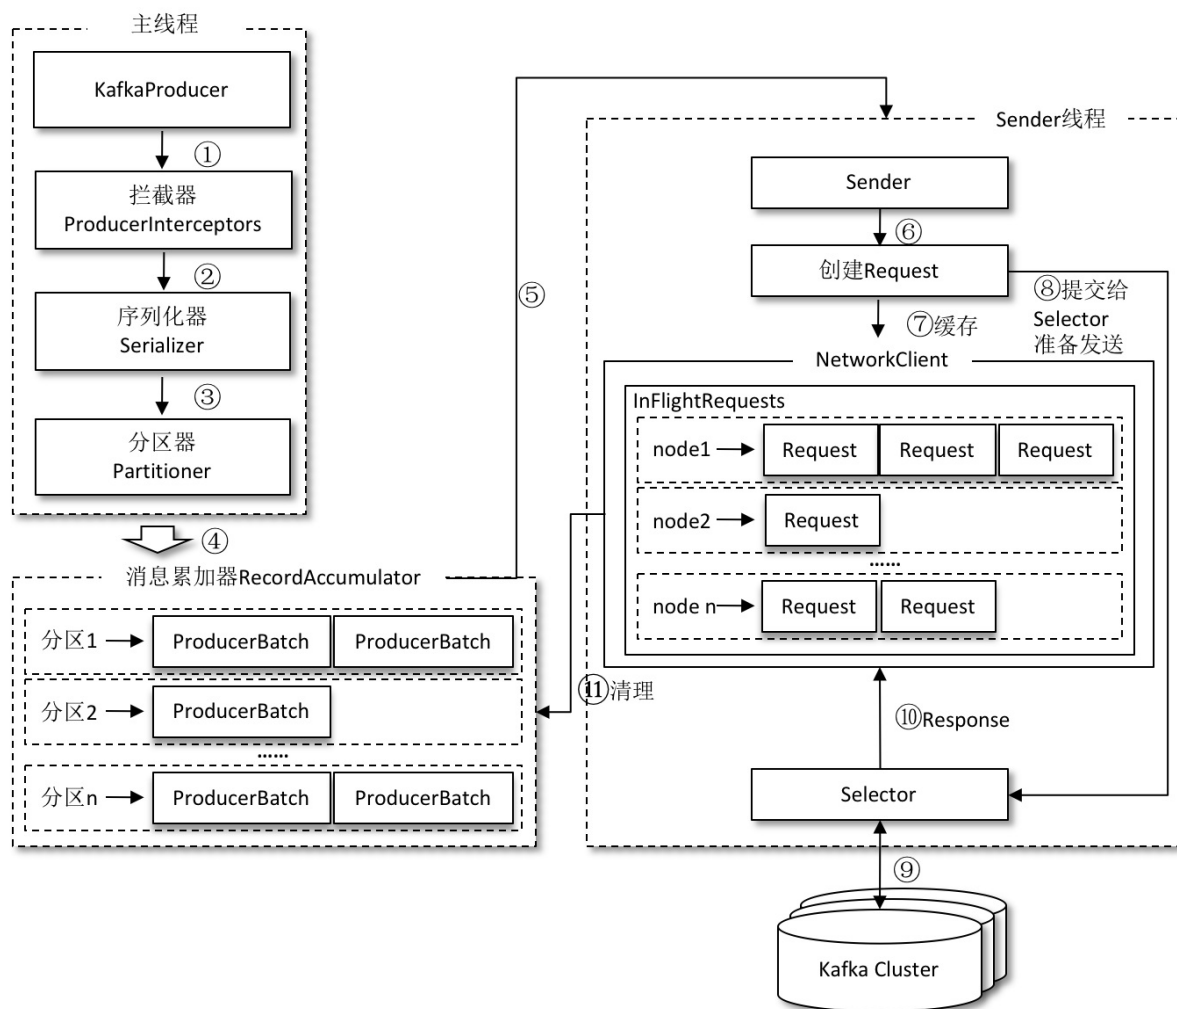 主线程
KafkaProducer
①
拦截器
ProducerInterceptors
②
序列化器
Serializer
③
分区器
Partitioner
④
消息累加器RecordAccumulator
分区1
ProducerBatch
ProducerBatch
分区2
ProducerBatch
……
分区n
ProducerBatch
ProducerBatch
⑤
Sender线程
Sender
⑥
创建Request
⑦缓存
⑧提交给
Selector
准备发送
NetworkClient
InFlightRequests
node1
Request
Request
Request
node2
Request
……
node n
Request
Request
⑪清理
⑩Response
Selector
⑨
Kafka Cluster